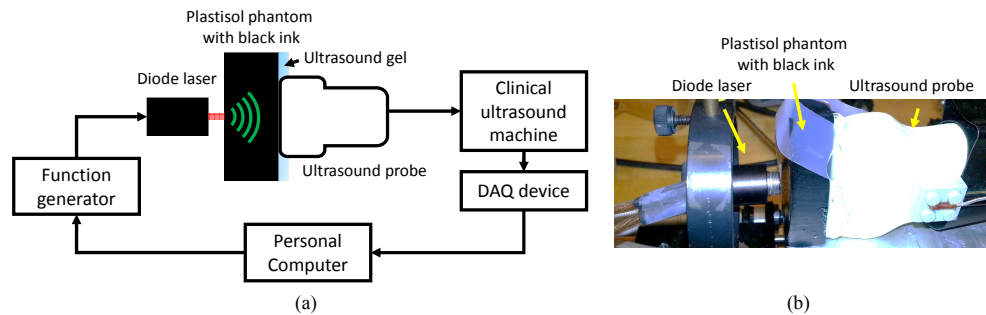 (a)
Plastisol phantom
with black ink
Ultrasound gel
Diode laser
Ultrasound probe
Clinical
ultrasound
machine
DAQ device
Function
generator
Personal
Computer
(a)
Plastisol phantom
with black ink
Diode laser
Ultrasound probe
(b)